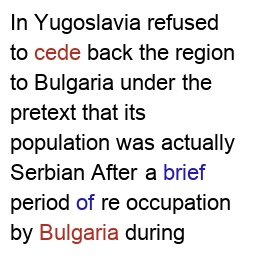 In Yugoslavia refused
to cede back the region
to Bulgaria under the
pretext that its
population was actually
Serbian After a brief
period of re occupation
by Bulgaria during